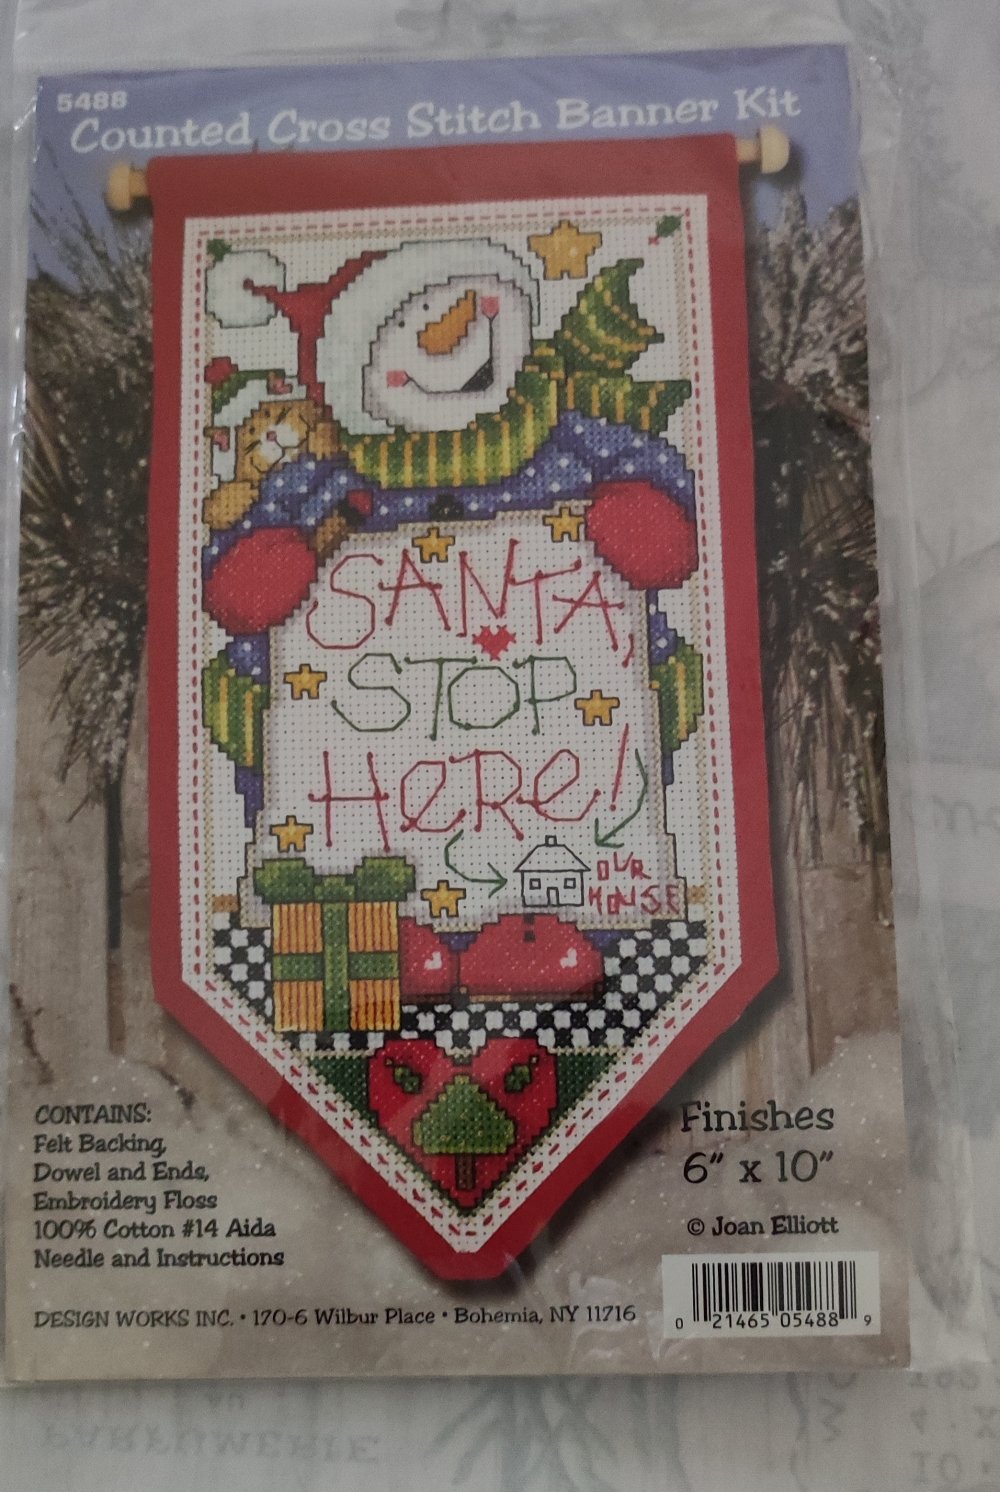 5488
Counted Cross Stitch Banner Kit
SANTA,
STOP
HeRe!
OUR
HOUSE
CONTAINS:
Felt Backing,
Dowel and Ends,
Embroidery Floss
100% Cotton #14 Aida
Needle and Instructions
Finishes
6” x 10”
© Joan Elliott
DESIGN WORKS INC. • 170-6 Wilbur Place • Bohemia, NY 11716
0 21465 05488 9